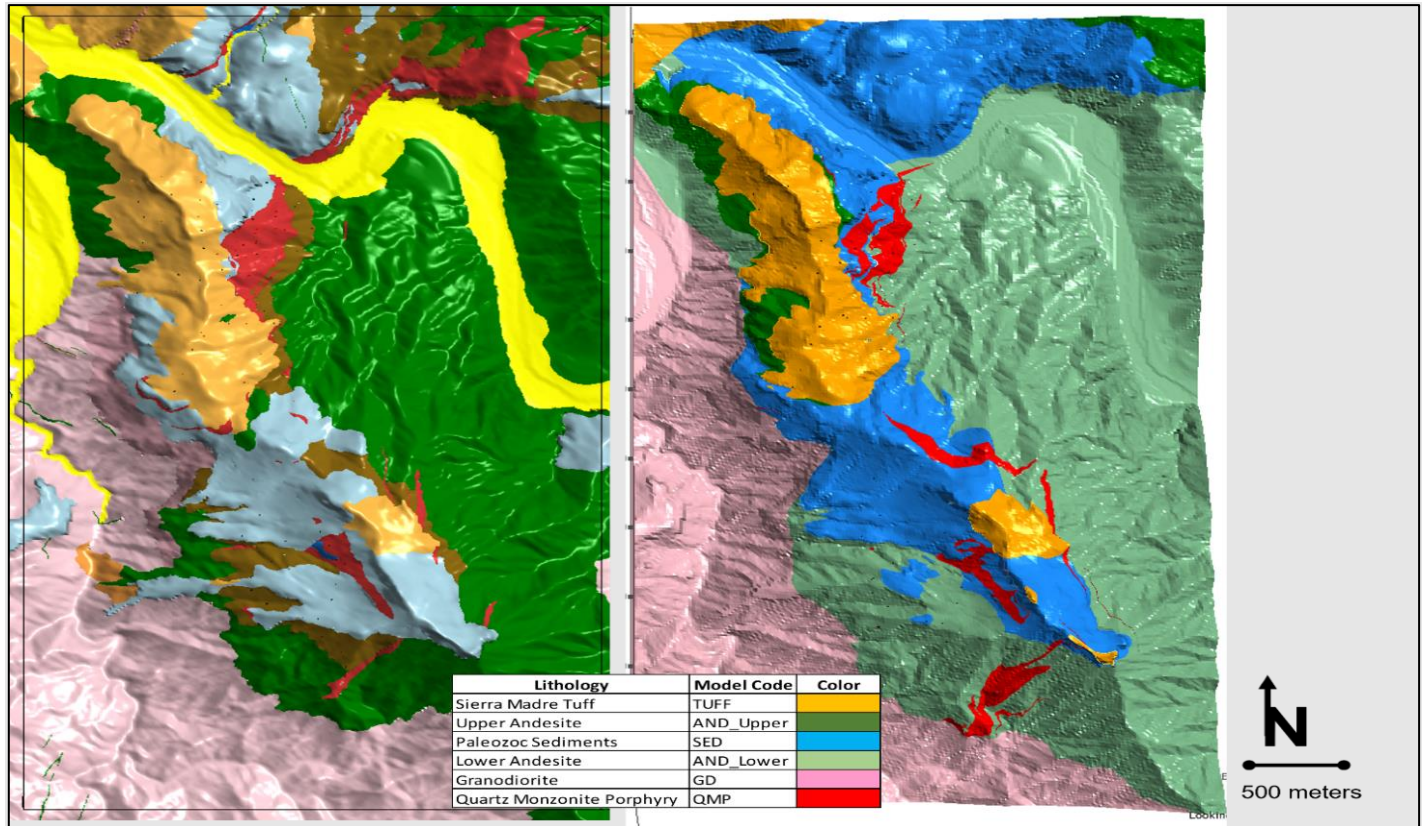 Lithology Model Code Color
Sierra Madre Tuff TUFF
Upper Andesite AND_Upper
Paleozoc Sediments SED
Lower Andesite AND_Lower
Granodiorite GD
Quartz Monzonite Porphyry QMP
N
500 meters